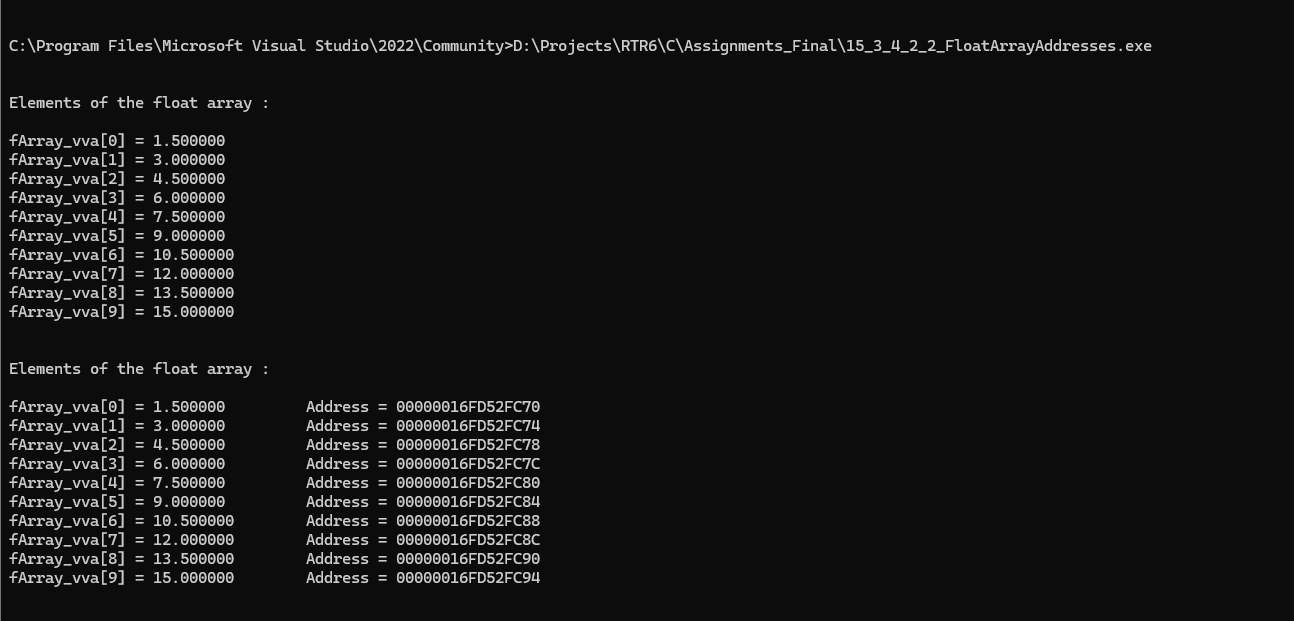 C:\Program Files\Microsoft Visual Studio\2022\Community>D:\Projects\RTR6\C\Assignments_Final\15_3_4_2_2_FloatArrayAddresses.exe
Elements of the float array :
fArray_vva[0] = 1.500000
fArray_vva[1] = 3.000000
fArray_vva[2] = 4.500000
fArray_vva[3] = 6.000000
fArray_vva[4] = 7.500000
fArray_vva[5] = 9.000000
fArray_vva[6] = 10.500000
fArray_vva[7] = 12.000000
fArray_vva[8] = 13.500000
fArray_vva[9] = 15.000000
Elements of the float array :
fArray_vva[0] = 1.500000 Address = 00000016FD52FC70
fArray_vva[1] = 3.000000 Address = 00000016FD52FC74
fArray_vva[2] = 4.500000 Address = 00000016FD52FC78
fArray_vva[3] = 6.000000 Address = 00000016FD52FC7C
fArray_vva[4] = 7.500000 Address = 00000016FD52FC80
fArray_vva[5] = 9.000000 Address = 00000016FD52FC84
fArray_vva[6] = 10.500000 Address = 00000016FD52FC88
fArray_vva[7] = 12.000000 Address = 00000016FD52FC8C
fArray_vva[8] = 13.500000 Address = 00000016FD52FC90
fArray_vva[9] = 15.000000 Address = 00000016FD52FC94